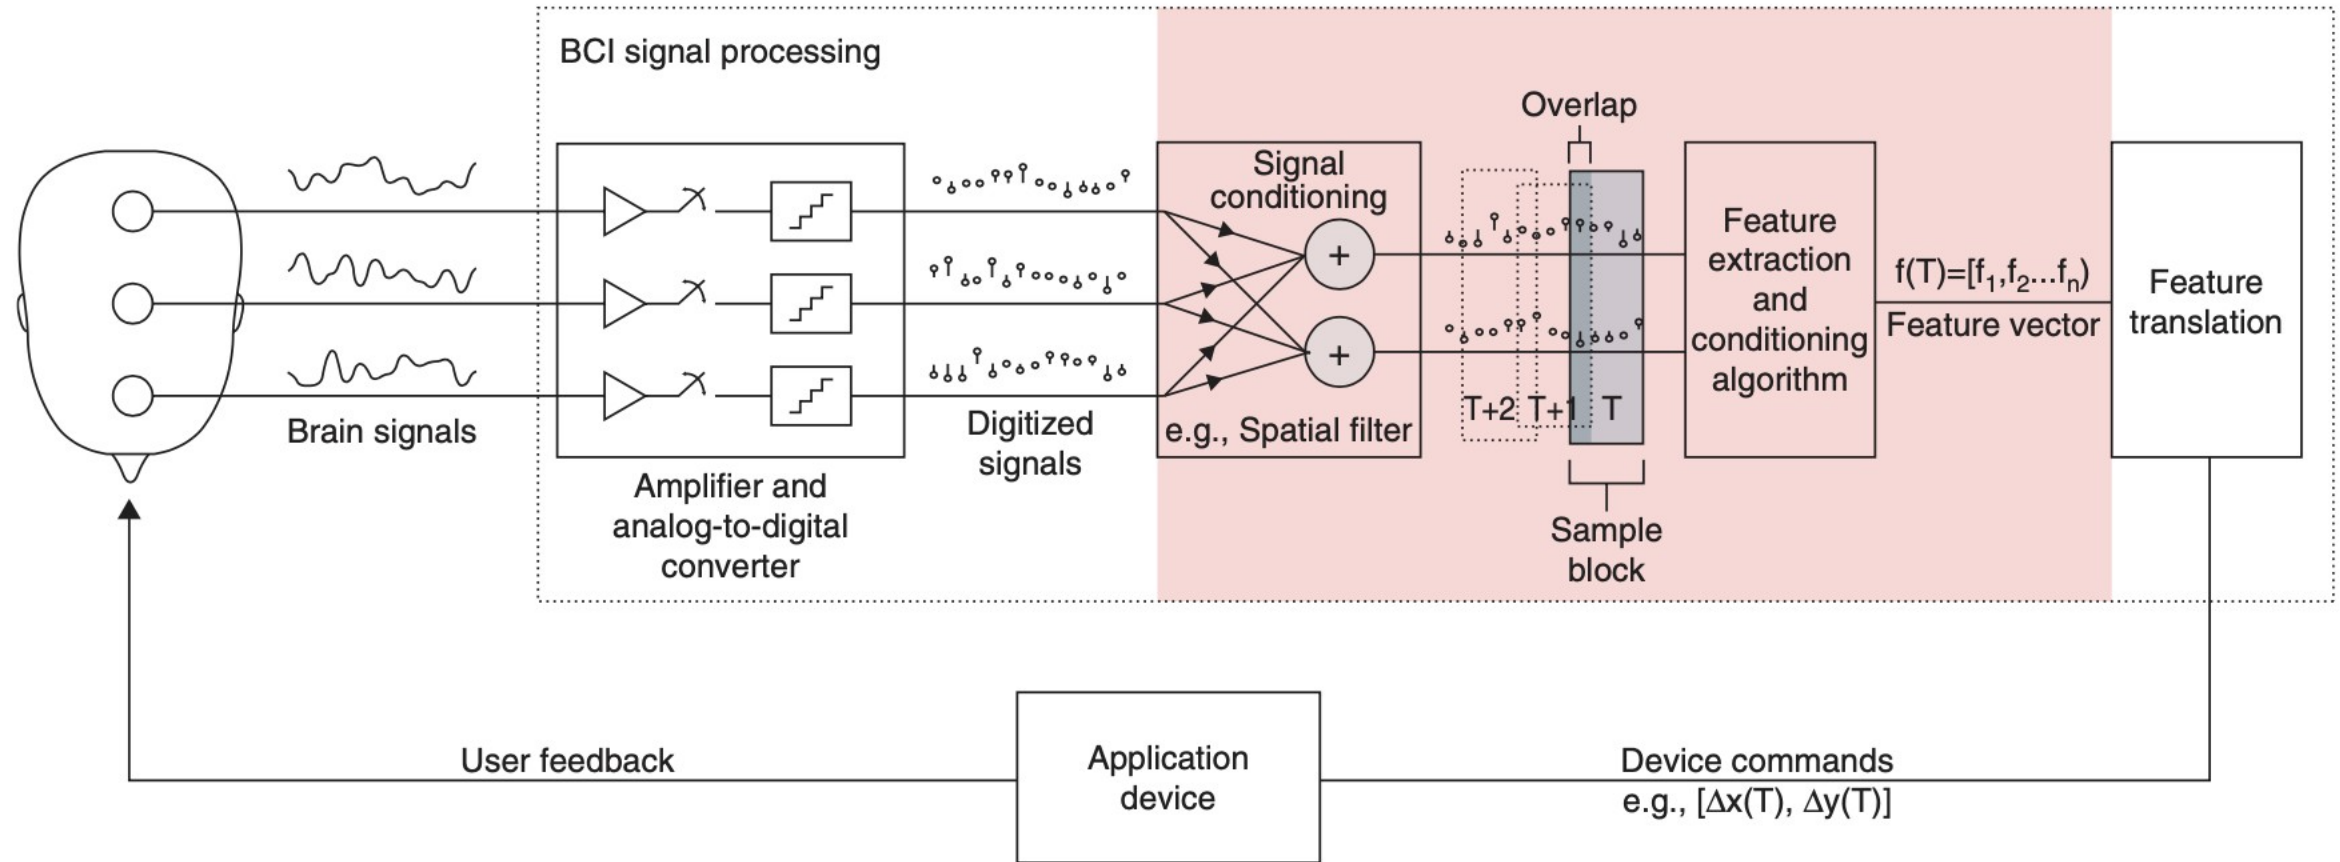 BCI signal processing
Overlap
Signal
conditioning
+
+
e.g., Spatial filter
T+2
T+1
T
Feature
extraction
and
conditioning
algorithm
f(T)=[f1,f2...fn)
Feature vector
Feature
translation
Brain signals
Digitized
signals
Amplifier and
analog-to-digital
converter
Sample
block
User feedback
Application
device
Device commands
e.g., [Δx(T), Δy(T)]